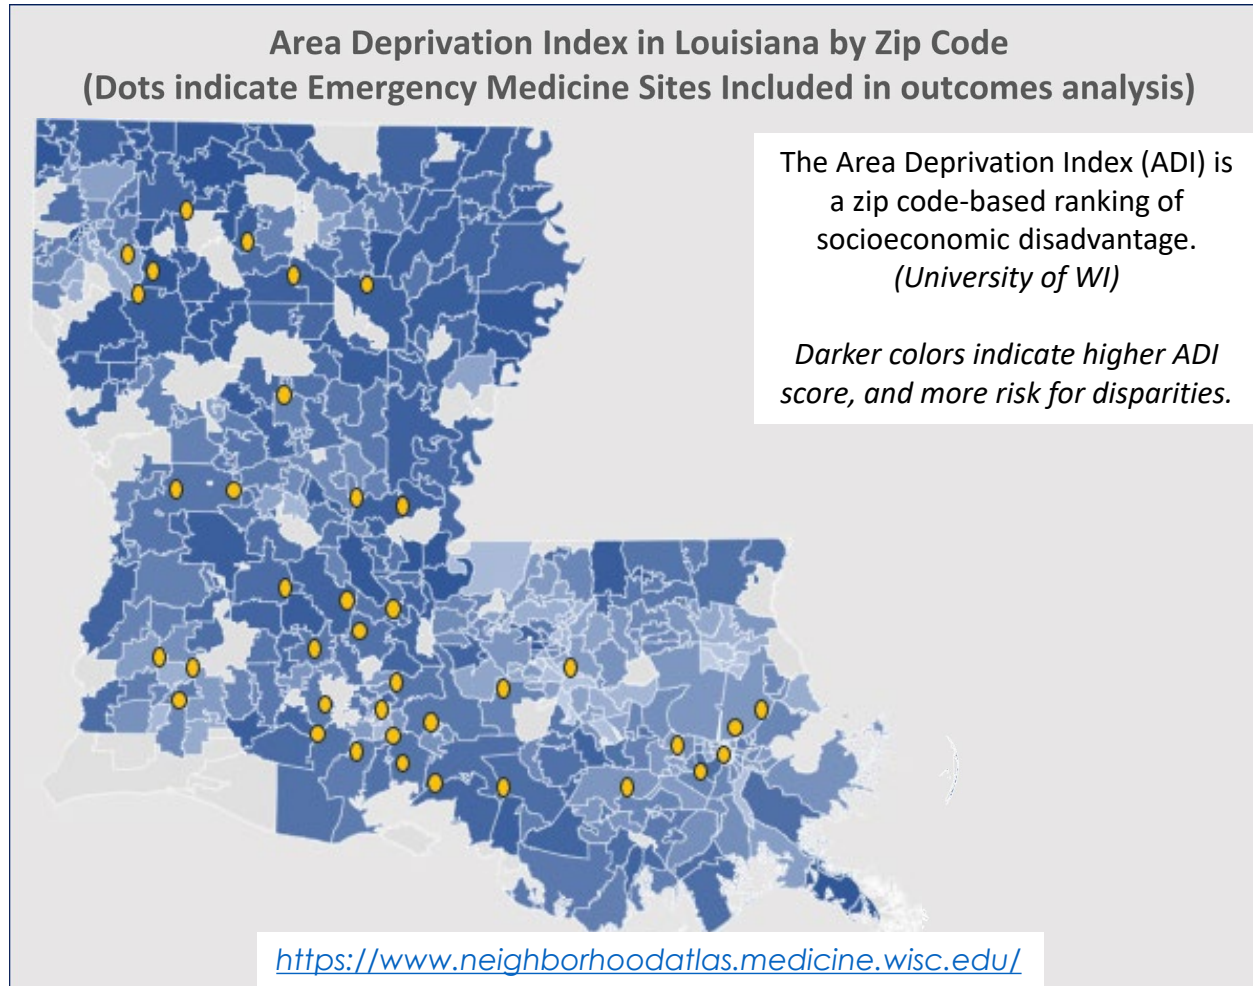 Area Deprivation Index in Louisiana by Zip Code
(Dots indicate Emergency Medicine Sites Included in outcomes analysis)
The Area Deprivation Index (ADI) is
a zip code-based ranking of
socioeconomic disadvantage.
(University of WI)
Darker colors indicate higher ADI
score, and more risk for disparities.
https://www.neighborhoodatlas.medicine.wisc.edu/